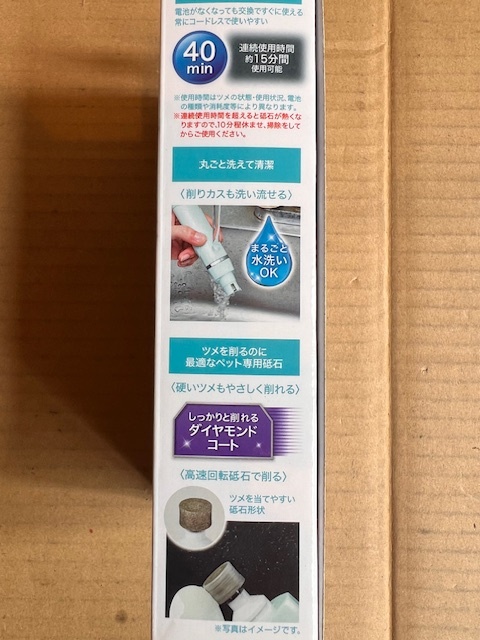 電池がなくなっても交換ですぐに使える
常にコードレスで使いやすい
40
min
連続使用時間
約15分間
使用可能
※使用時間はツメの状態・使用状況、電池
の種類や消耗度等により異なります。
※連続使用時間を超えると砥石が熱くな
りますので、10分程休ませ、掃除をして
からご使用ください。
丸ごと洗えて清潔
〈削りカスも洗い流せる〉
まるごと
水洗い
OK
ツメを削るのに
最適なペット専用砥石
〈硬いツメもやさしく削れる〉
しっかりと削れる
ダイヤモンド
コート
〈高速回転砥石で削る〉
ツメを当てやすい
砥石形状
※写真はイメージです。